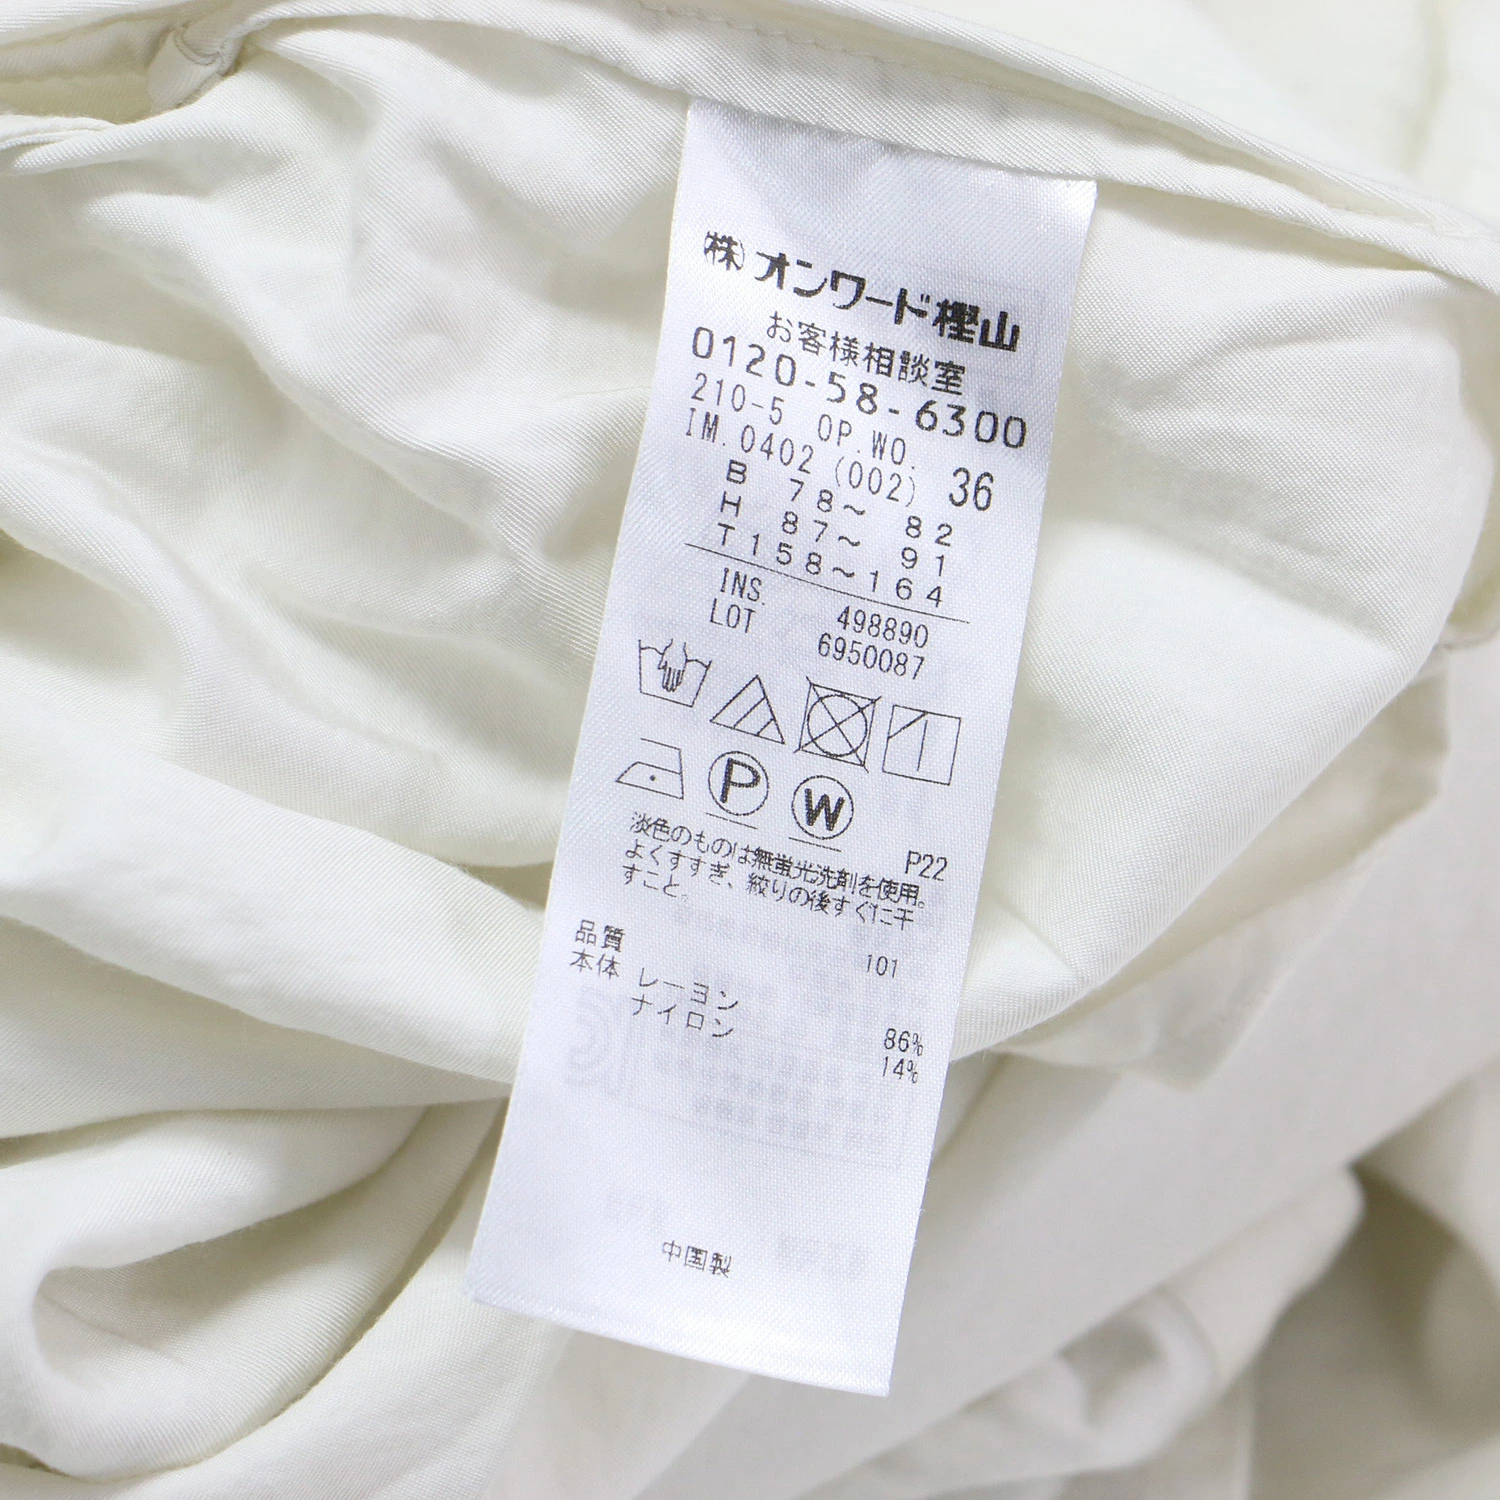 (株)オンワード樫山
お客様相談室
0120-58-6300
210-5 OP.WO.
IM.0402 (002) 36
B 78~ 82
H 87~ 91
T158~164
INS. 498890
LOT 6950087
P W
P22
淡色のものは無蛍光洗剤を使用。
よくすすぎ、絞りの後すぐに干
すこと。
101
品質
本体 レーヨン 86%
ナイロン 14%
中国製